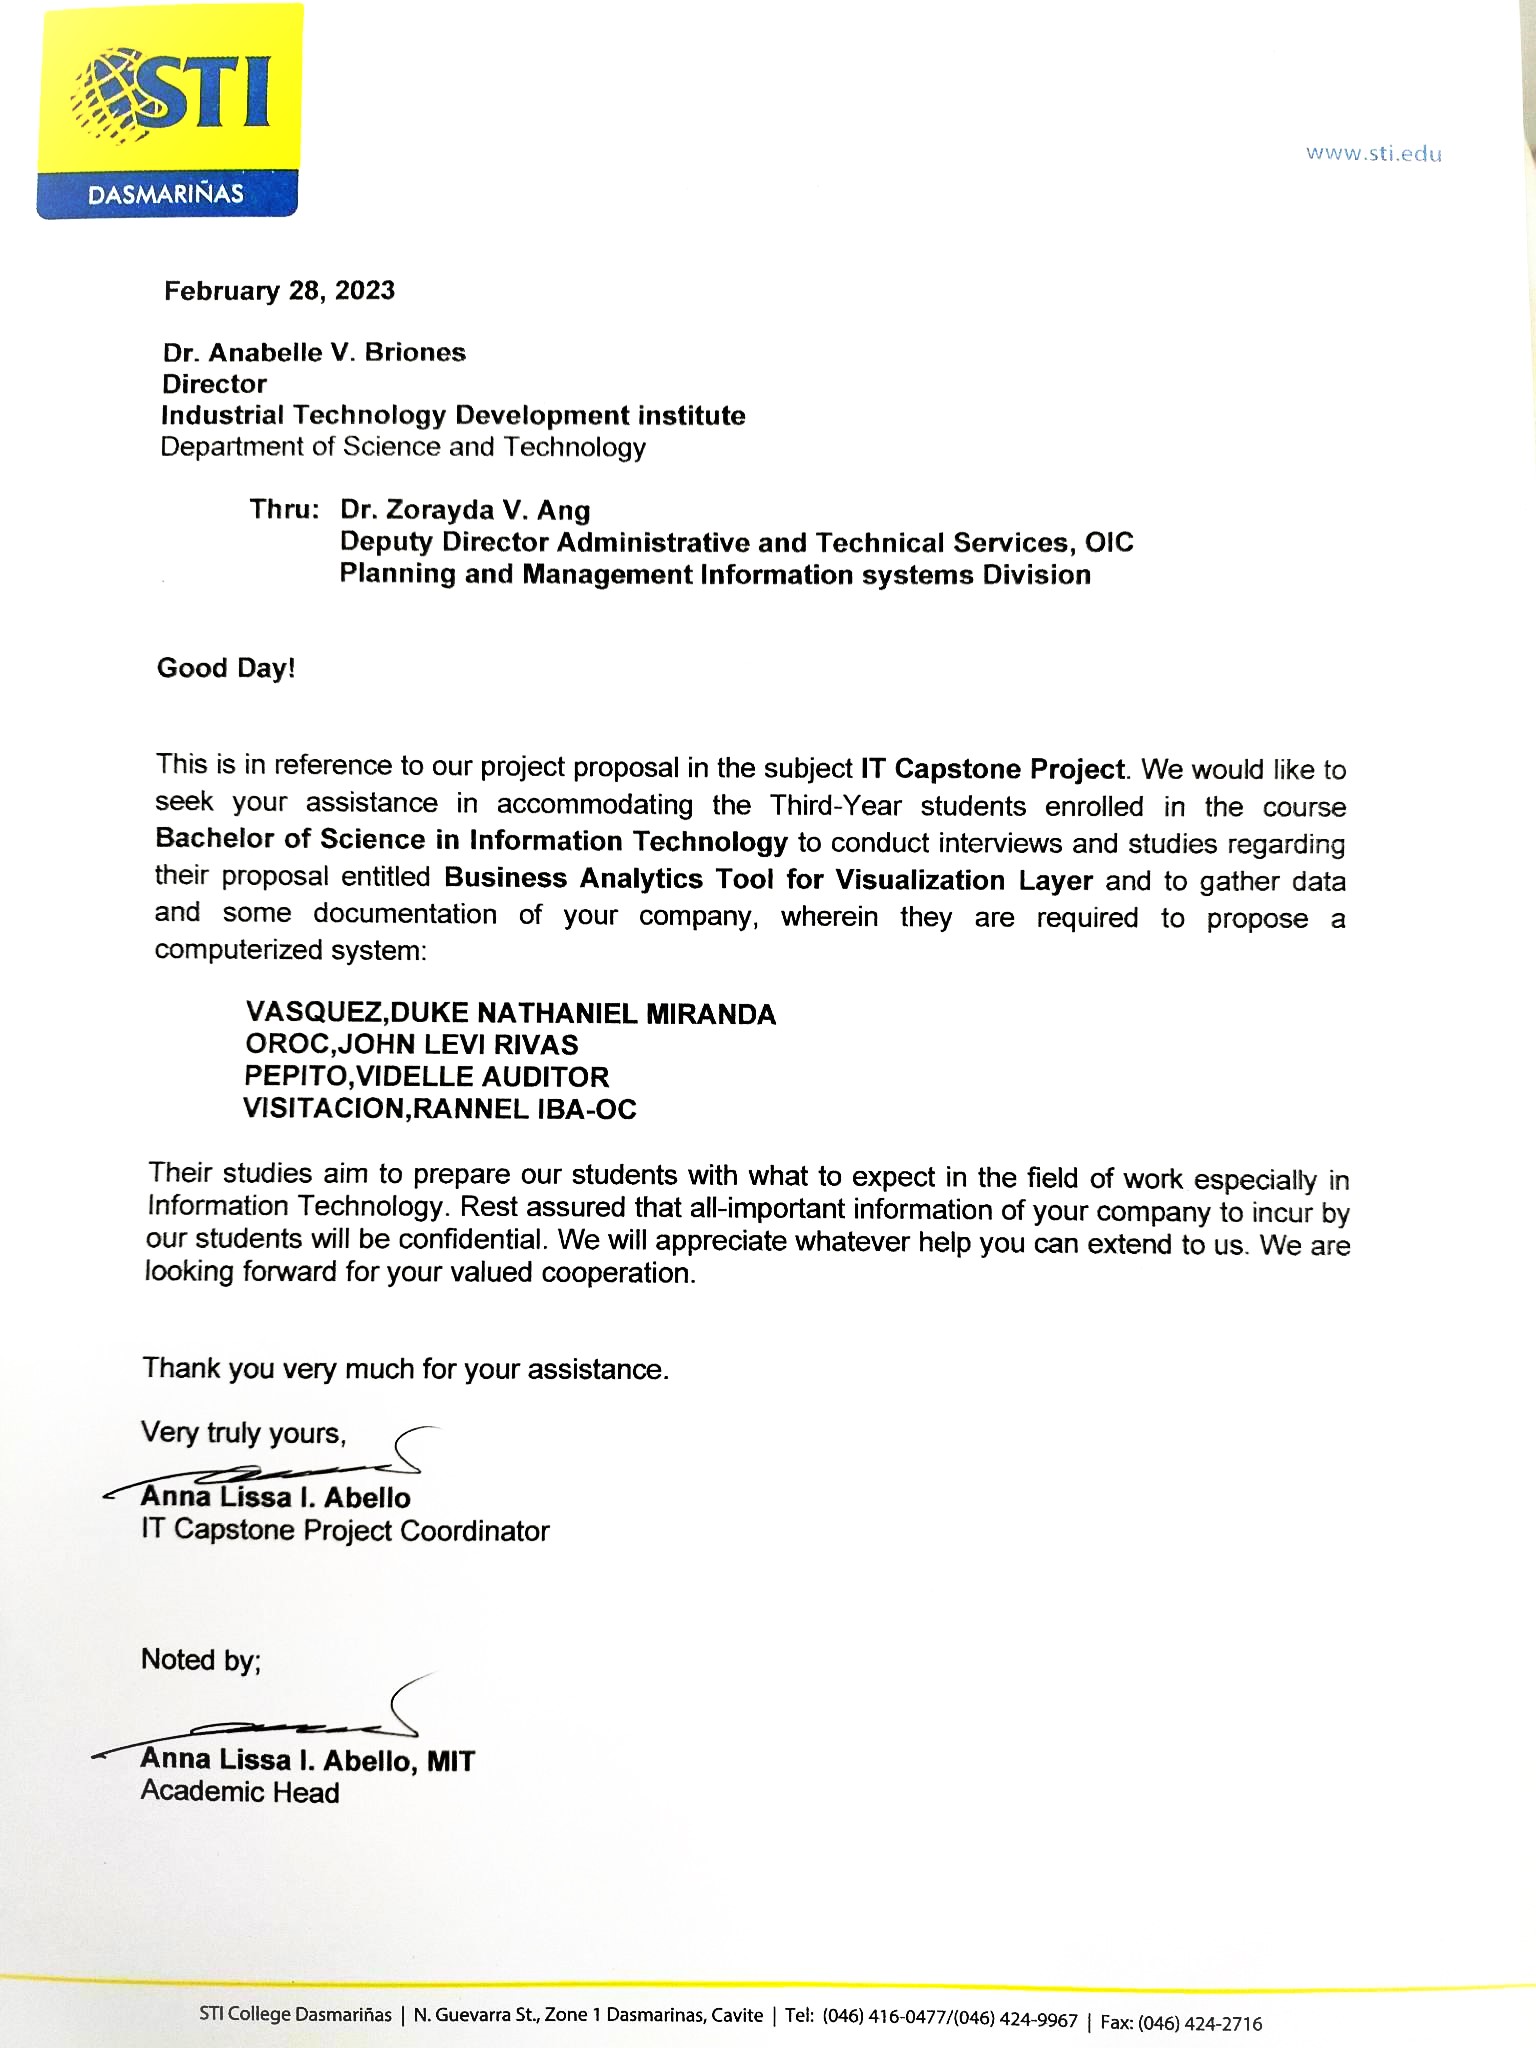 STI
DASMARIÑAS
www.sti.edu
February 28, 2023
Dr. Anabelle V. Briones
Director
Industrial Technology Development institute
Department of Science and Technology
Thru: Dr. Zorayda V. Ang
Deputy Director Administrative and Technical Services, OIC
Planning and Management Information systems Division
Good Day!
This is in reference to our project proposal in the subject IT Capstone Project. We would like to
seek your assistance in accommodating the Third-Year students enrolled in the course
Bachelor of Science in Information Technology to conduct interviews and studies regarding
their proposal entitled Business Analytics Tool for Visualization Layer and to gather data
and some documentation of your company, wherein they are required to propose a
computerized system:
VASQUEZ,DUKE NATHANIEL MIRANDA
OROC,JOHN LEVI RIVAS
PEPITO,VIDELLE AUDITOR
VISITACION,RANNEL IBA-OC
Their studies aim to prepare our students with what to expect in the field of work especially in
Information Technology. Rest assured that all-important information of your company to incur by
our students will be confidential. We will appreciate whatever help you can extend to us. We are
looking forward for your valued cooperation.
Thank you very much for your assistance.
Very truly yours,
Anna Lissa I. Abello
IT Capstone Project Coordinator
Noted by;
Anna Lissa I. Abello, MIT
Academic Head
STI College Dasmariñas | N. Guevarra St., Zone 1 Dasmarinas, Cavite | Tel: (046) 416-0477/(046) 424-9967 | Fax: (046) 424-2716